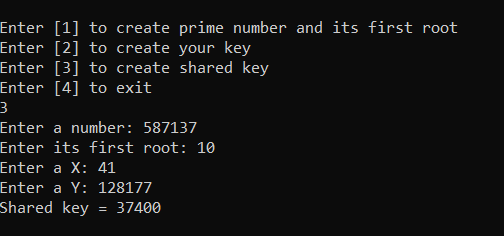 Enter [1] to create prime number and its first root
Enter [2] to create your key
Enter [3] to create shared key
Enter [4] to exit
3
Enter a number: 587137
Enter its first root: 10
Enter a X: 41
Enter a Y: 128177
Shared key = 37400